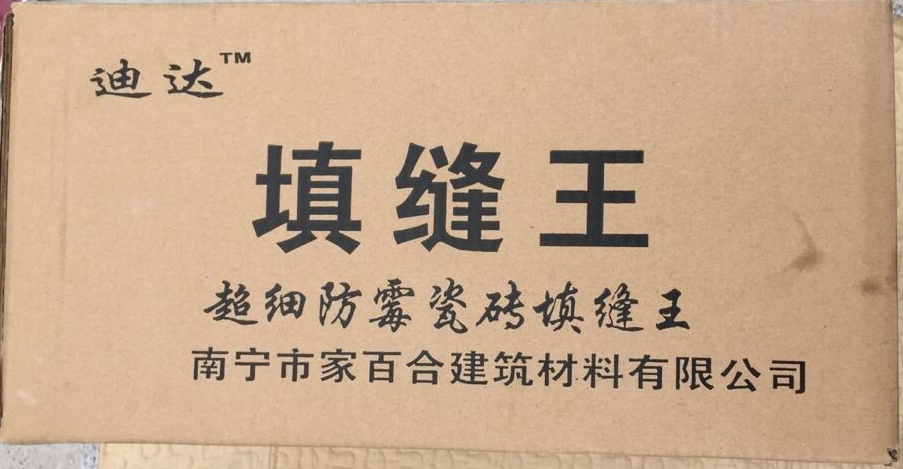 迪达™
填缝王
超细防霉瓷砖填缝王
南宁市家百合建筑材料有限公司